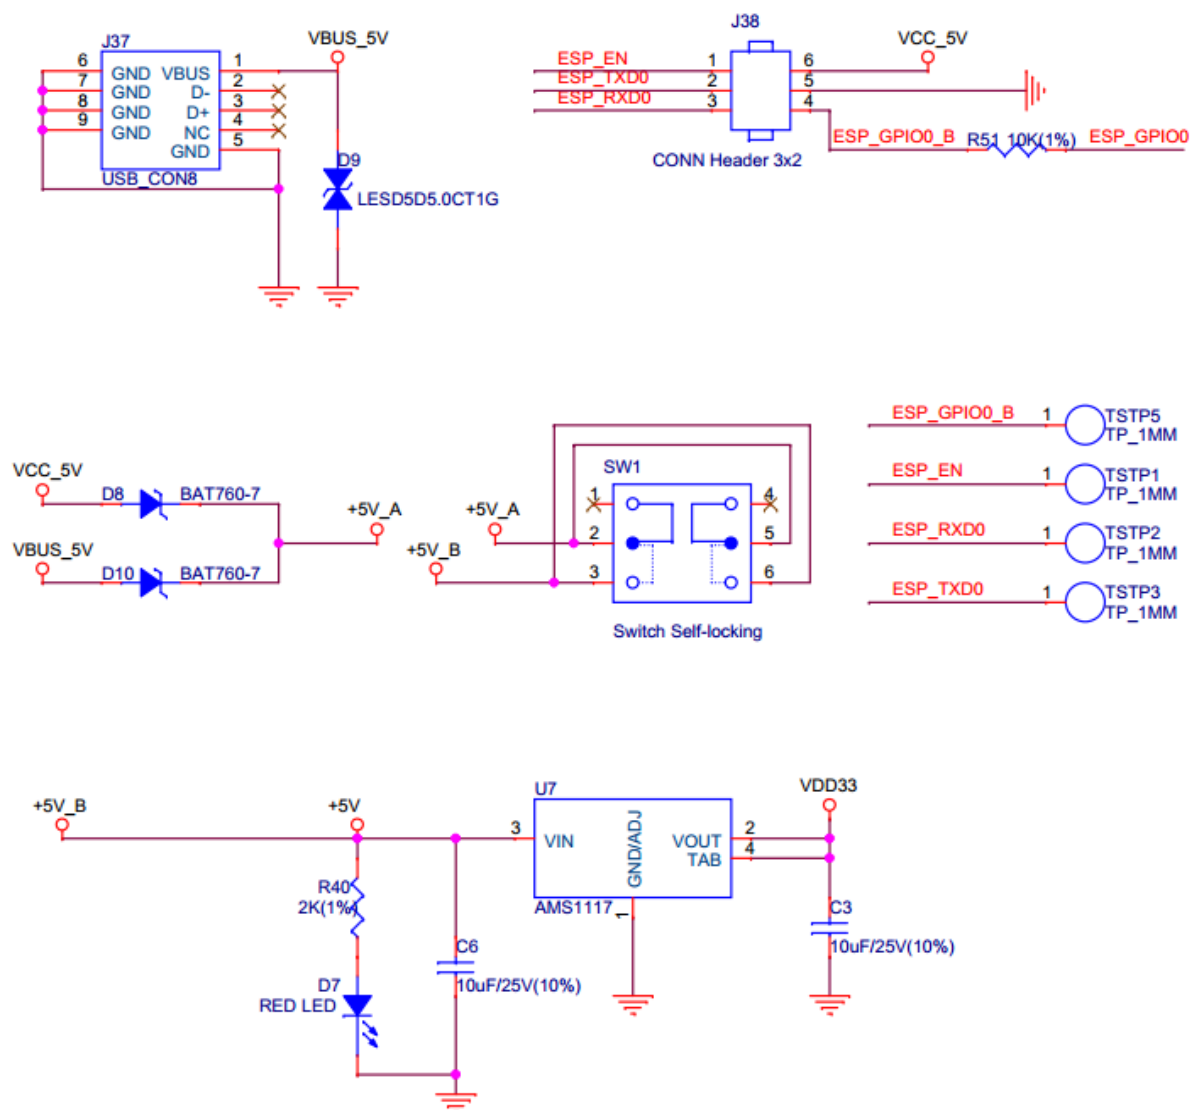 J37
VBUS_5V
6 GND VBUS 1
7 GND D- 2
8 GND D+ 3
9 GND NC 4
GND 5
USB_CON8
D9
LESD5D5.0CT1G
J38
VCC_5V
ESP_EN 1 6
ESP_TXD0 2 5
ESP_RXD0 3 4
ESP_GPIO0_B R51 10K(1%) ESP_GPIO0
CONN Header 3x2
VCC_5V
D8 BAT760-7
+5V_A
VBUS_5V
D10 BAT760-7
SW1
+5V_A
+5V_B
1 4
2 5
3 6
Switch Self-locking
ESP_GPIO0_B 1 TSTP5
TP_1MM
ESP_EN 1 TSTP1
TP_1MM
ESP_RXD0 1 TSTP2
TP_1MM
ESP_TXD0 1 TSTP3
TP_1MM
+5V_B
+5V
U7
VDD33
3 VIN GND/ADJ VOUT 2
TAB 4
AMS1117
1
R40
2K(1%)
D7
RED LED
C6
10uF/25V(10%)
C3
10uF/25V(10%)